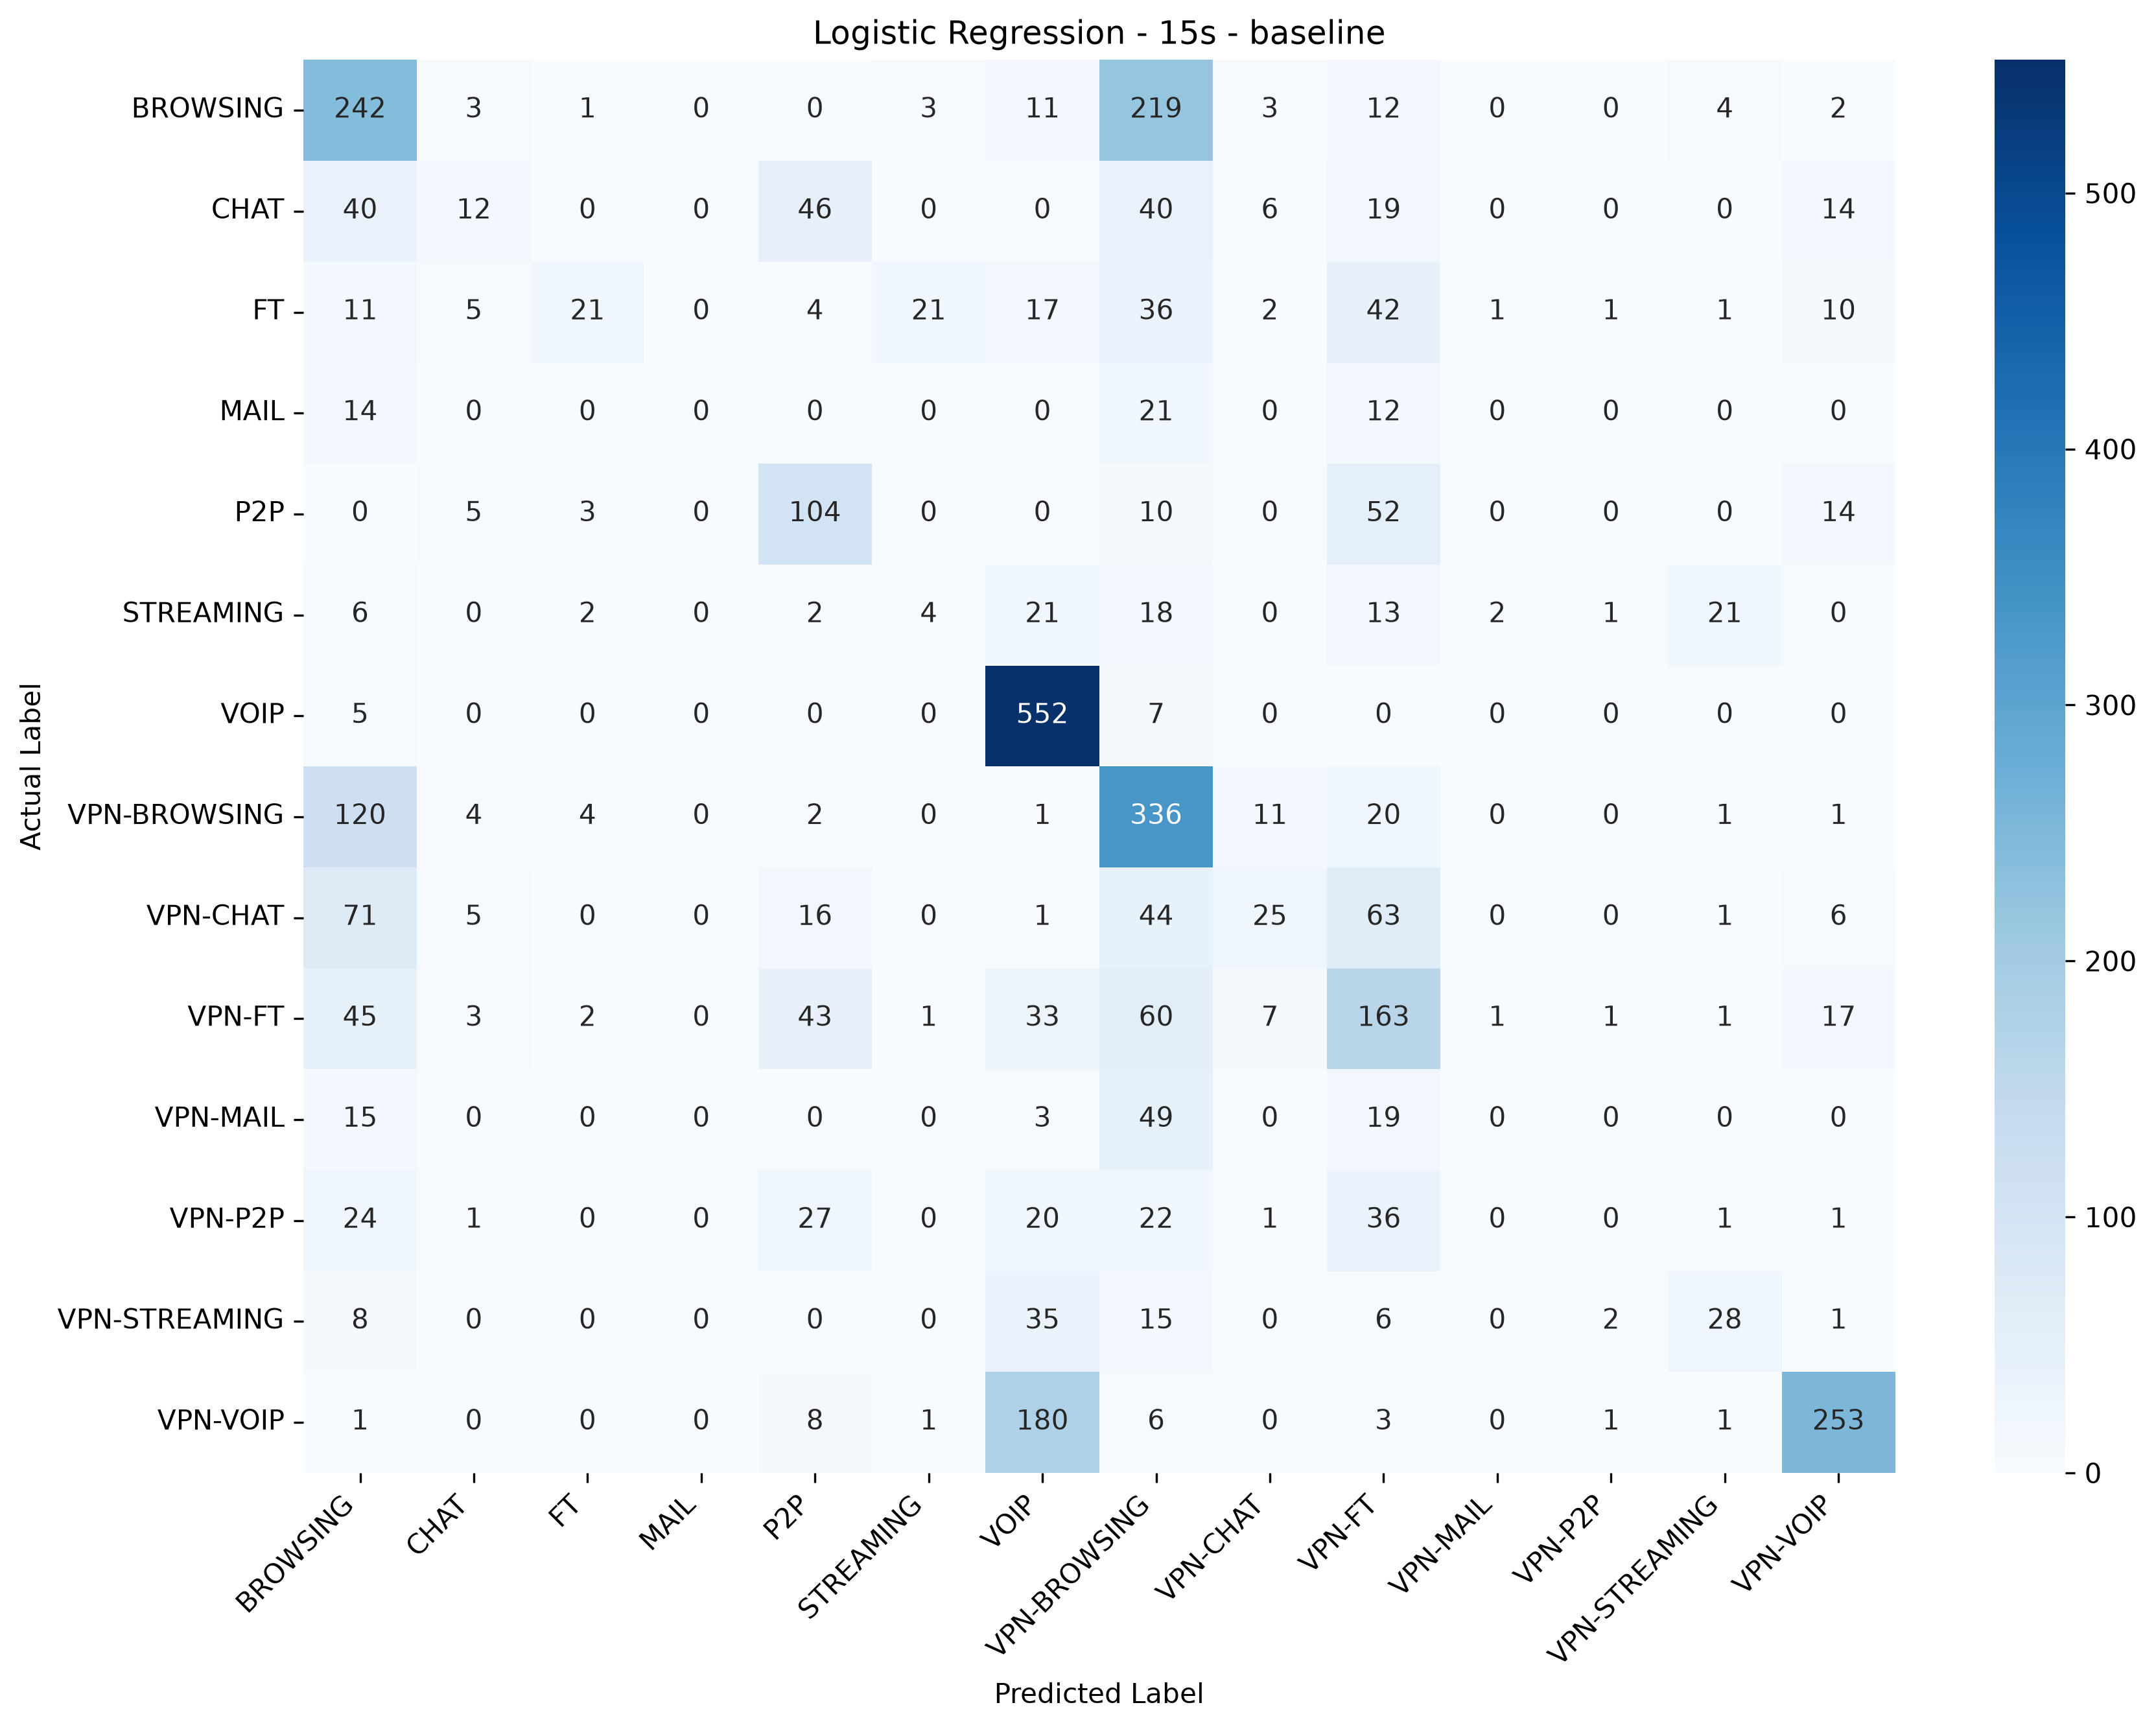 Logistic Regression - 15s - baseline
BROWSING 242 3 1 0 0 3 11 219 3 12 0 0 4 2
CHAT 40 12 0 0 46 0 0 40 6 19 0 0 0 14
FT 11 5 21 0 4 21 17 36 2 42 1 1 1 10
MAIL 14 0 0 0 0 0 0 21 0 12 0 0 0 0
P2P 0 5 3 0 104 0 0 10 0 52 0 0 0 14
STREAMING 6 0 2 0 2 4 21 18 0 13 2 1 21 0
VOIP 5 0 0 0 0 0 552 7 0 0 0 0 0 0
VPN-BROWSING 120 4 4 0 2 0 1 336 11 20 0 0 1 1
VPN-CHAT 71 5 0 0 16 0 1 44 25 63 0 0 1 6
VPN-FT 45 3 2 0 43 1 33 60 7 163 1 1 1 17
VPN-MAIL 15 0 0 0 0 0 3 49 0 19 0 0 0 0
VPN-P2P 24 1 0 0 27 0 20 22 1 36 0 0 1 1
VPN-STREAMING 8 0 0 0 0 0 35 15 0 6 0 2 28 1
VPN-VOIP 1 0 0 0 8 1 180 6 0 3 0 1 1 253
BROWSING CHAT FT MAIL P2P STREAMING VOIP VPN-BROWSING VPN-CHAT VPN-FT VPN-MAIL VPN-P2P VPN-STREAMING VPN-VOIP
Predicted Label
Actual Label
500
400
300
200
100
0